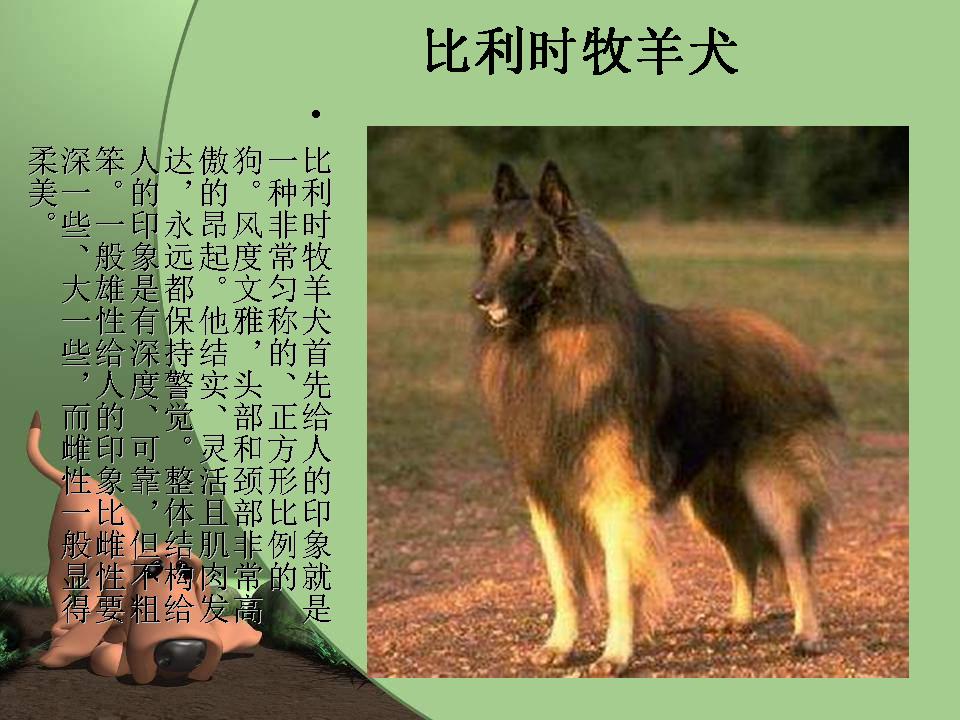 比利时牧羊犬
•
比利时牧羊犬首先给人的印象就是
一种非常匀称的、正方形比例的
狗。风度文雅，头部和颈部非常高
傲的昂起。他结实、灵活且肌肉发
达，永远都保持警觉。整体结构给
人的印象是有深度、可靠，但不粗
笨。一般雄性给人的印象比雌性要
深一些、大一些，而雌性一般显得
柔美。